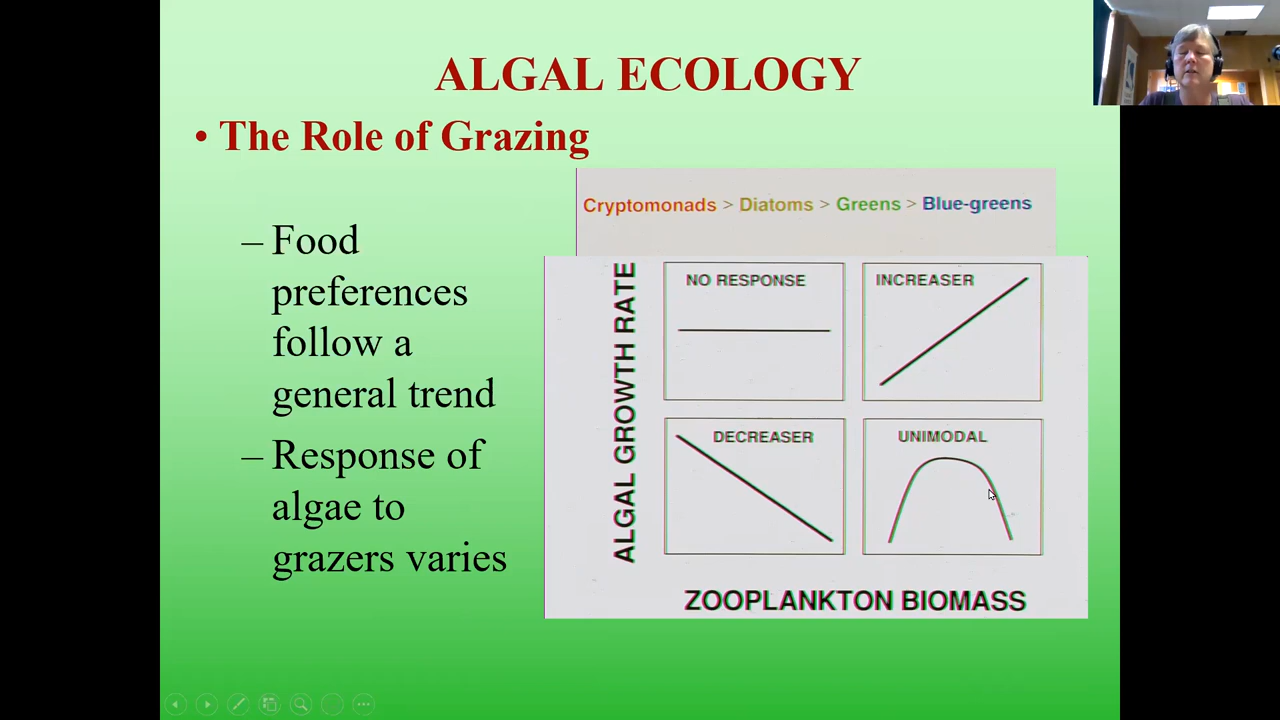 ALGAL ECOLOGY
• The Role of Grazing
– Food
preferences
follow a
general trend
– Response of
algae to
grazers varies
Cryptomonads > Diatoms > Greens > Blue-greens
ALGAL GROWTH RATE
NO RESPONSE
INCREASER
DECREASER
UNIMODAL
ZOOPLANKTON BIOMASS